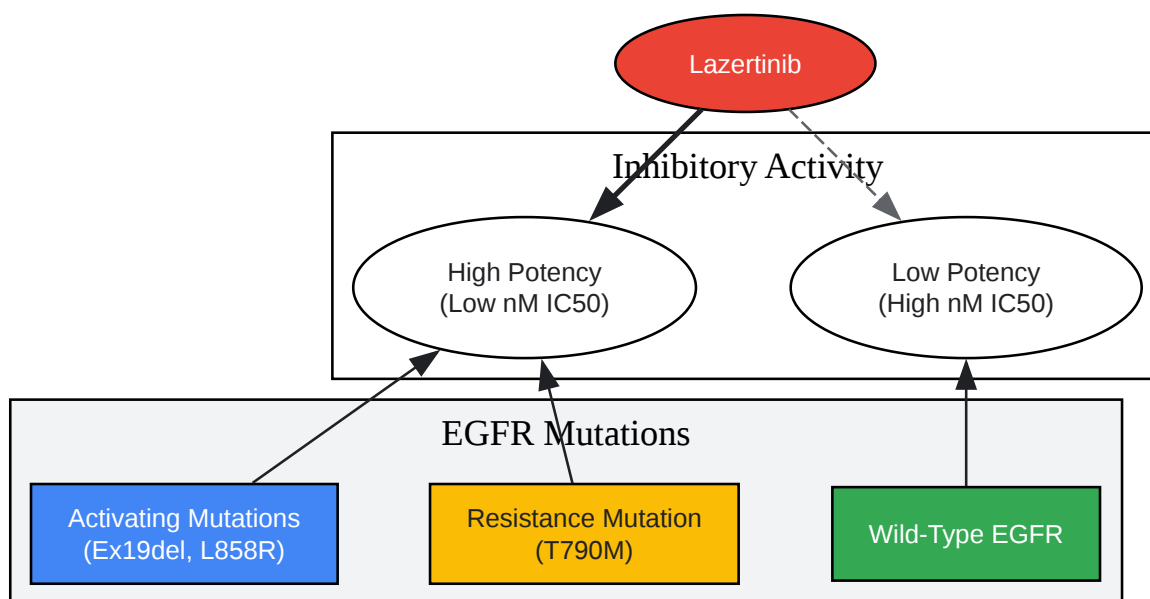 Lazertinib
Inhibitory Activity
High Potency
(Low nM IC50)
Low Potency
(High nM IC50)
EGFR Mutations
Activating Mutations
(Ex19del, L858R)
Resistance Mutation
(T790M)
Wild-Type EGFR